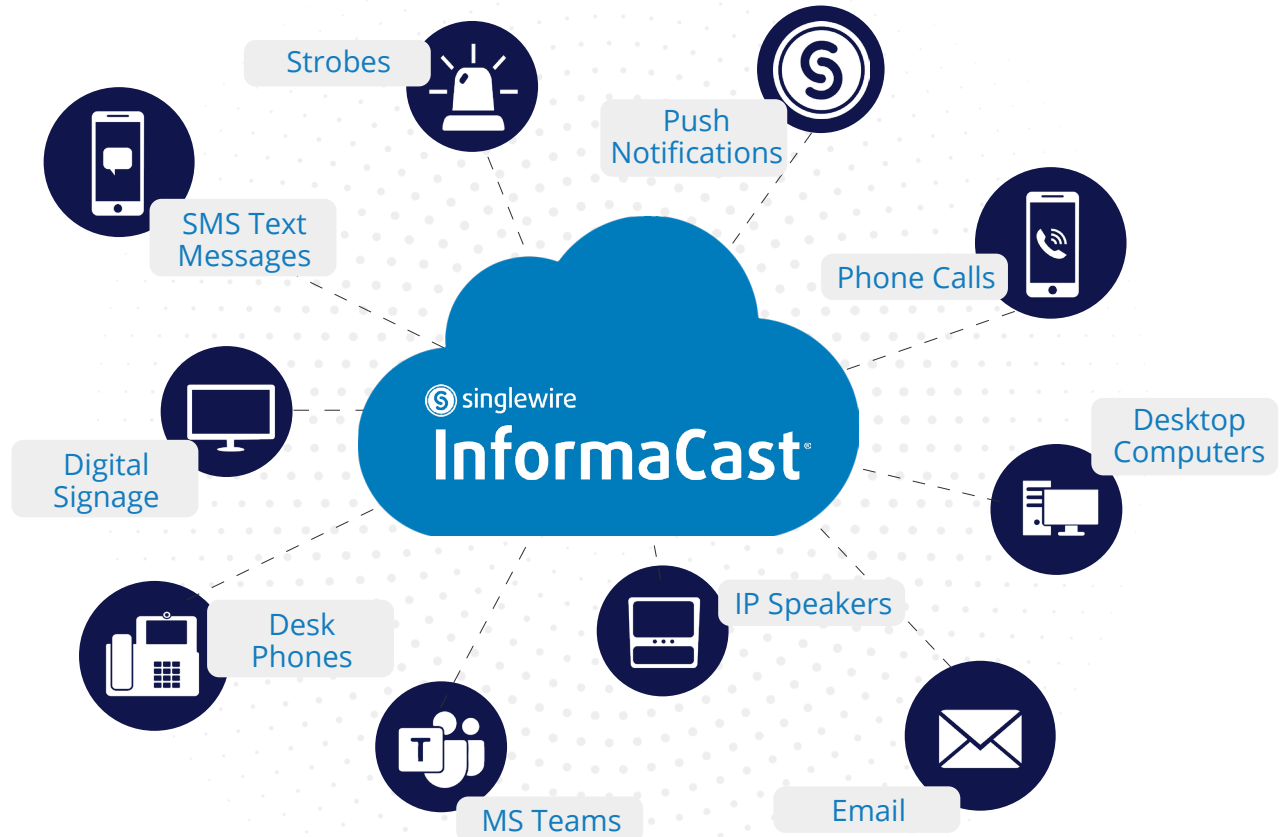 Strobes
Push
Notifications
SMS Text
Messages
Phone Calls
S singlewire
InformaCast®
Desktop
Computers
Digital
Signage
IP Speakers
Desk
Phones
T
MS Teams
Email